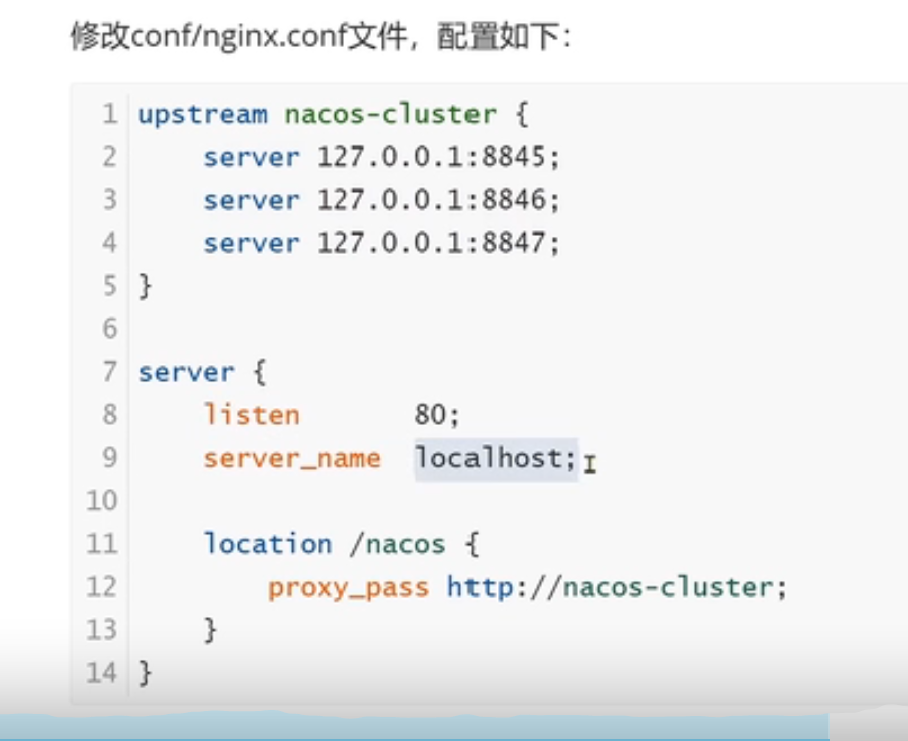 修改conf/nginx.conf文件，配置如下：
1 upstream nacos-cluster {
2     server 127.0.0.1:8845;
3     server 127.0.0.1:8846;
4     server 127.0.0.1:8847;
5 }
6
7 server {
8     listen       80;
9     server_name  localhost;
10
11     location /nacos {
12         proxy_pass http://nacos-cluster;
13     }
14 }